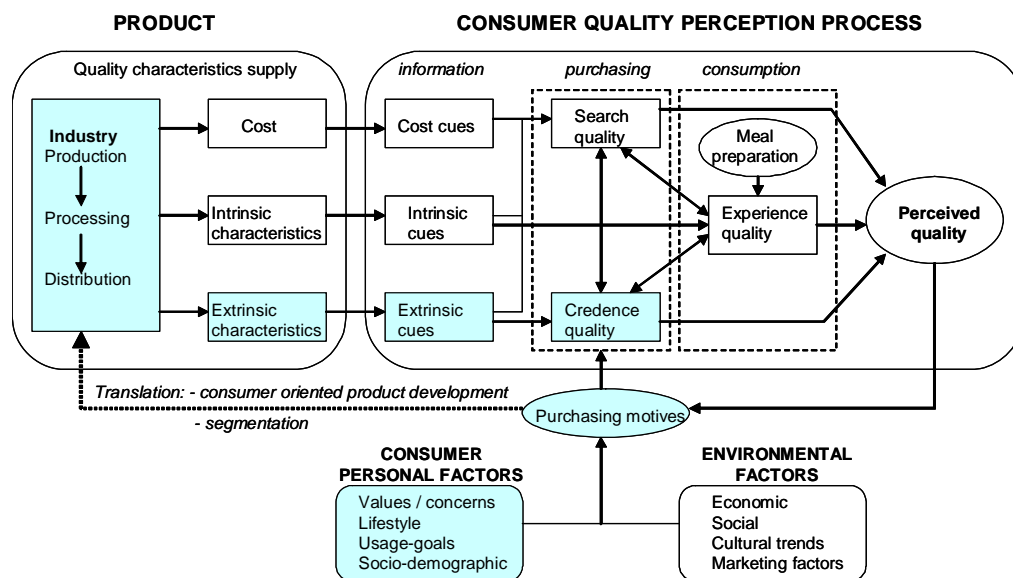 PRODUCT
CONSUMER QUALITY PERCEPTION PROCESS
Quality characteristics supply
information
purchasing
consumption
Industry
Production
Processing
Distribution
Cost
Intrinsic
characteristics
Extrinsic
characteristics
Cost cues
Intrinsic
cues
Extrinsic
cues
Search
quality
Credence
quality
Meal
preparation
Experience
quality
Perceived
quality
Translation: - consumer oriented product development
- segmentation
Purchasing motives
CONSUMER
PERSONAL FACTORS
Values / concerns
Lifestyle
Usage-goals
Socio-demographic
ENVIRONMENTAL
FACTORS
Economic
Social
Cultural trends
Marketing factors